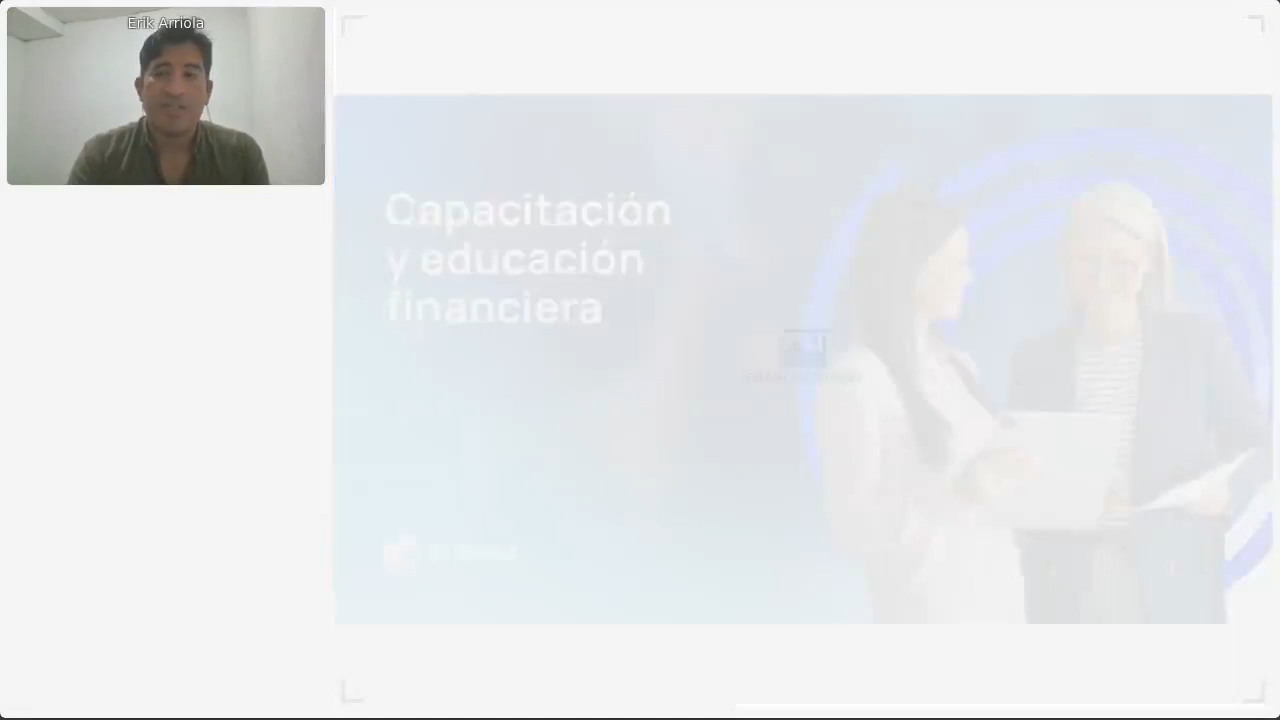 Erik Arriola
Capacitación
y educación
financiera